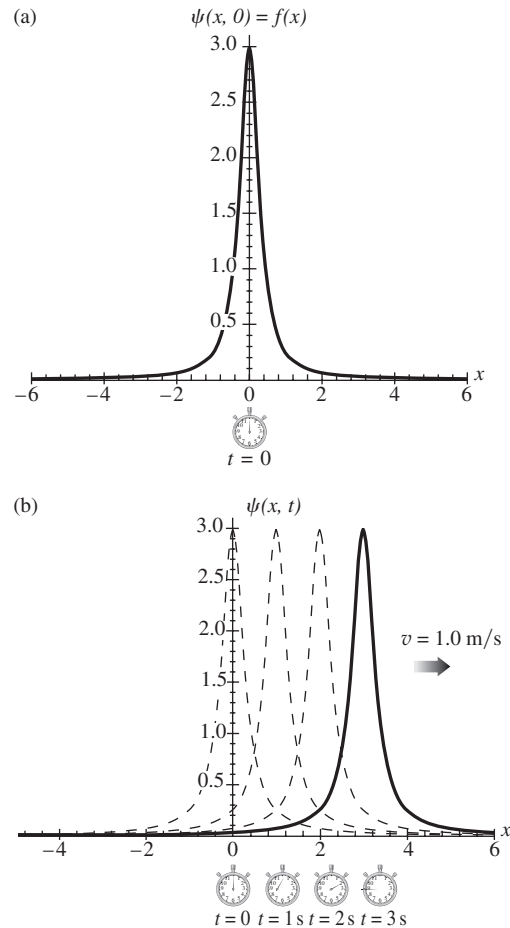 (a)
ψ(x, 0) = f(x)
3.0
2.5
2.0
1.5
1.0
0.5
−6 −4 −2 0 2 4 6 x
t = 0
(b)
ψ(x, t)
3.0
2.5
2.0
v = 1.0 m/s
1.5
1.0
0.5
−4 −2 0 2 4 6 x
t = 0 t = 1 s t = 2 s t = 3 s